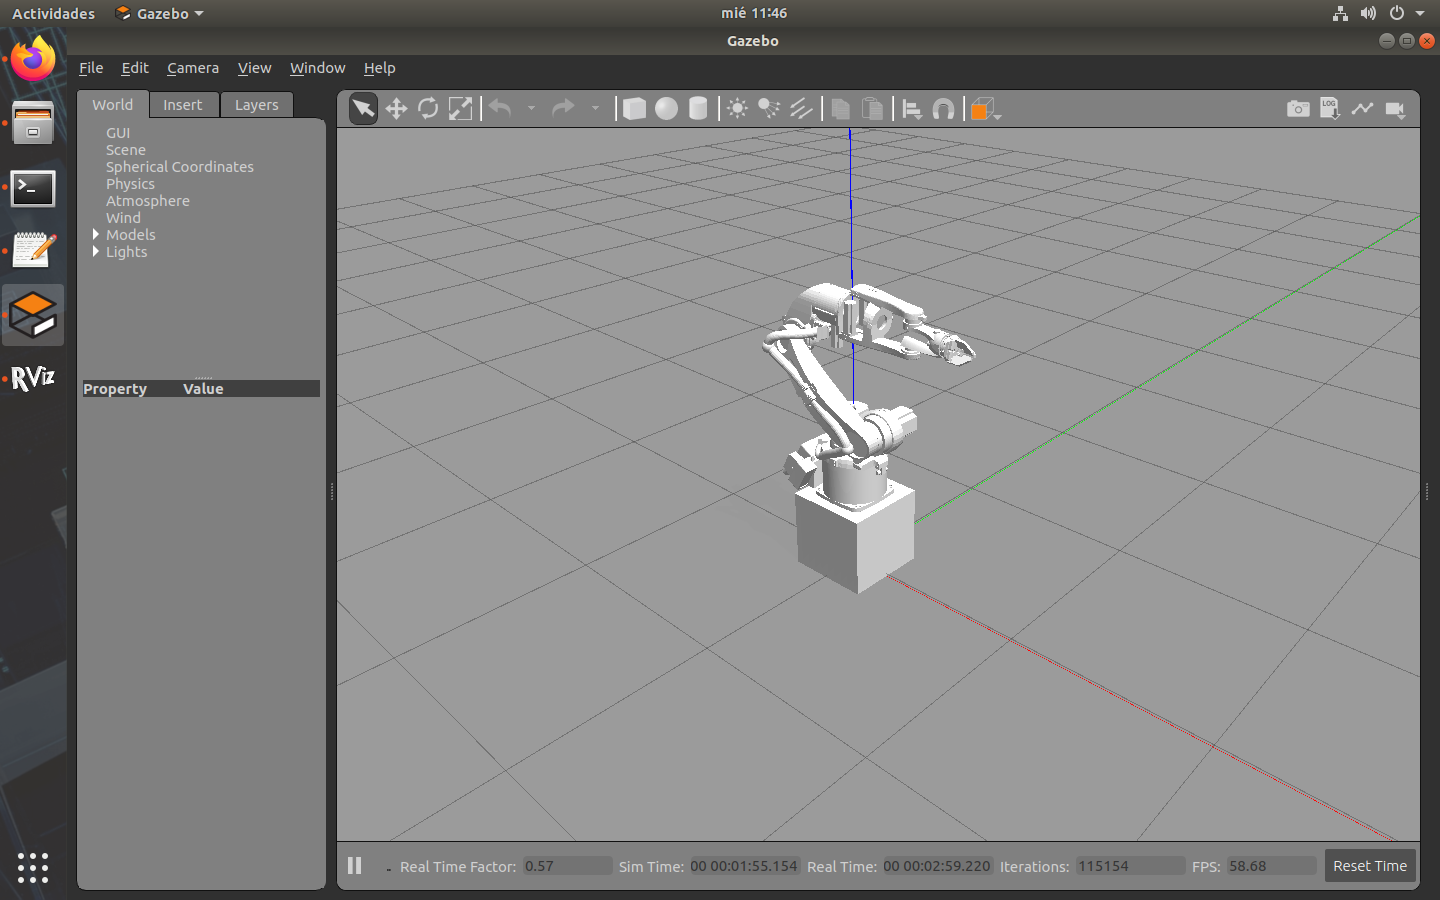 Actividades Gazebo mié 11:46
Gazebo
File Edit Camera View Window Help
World Insert Layers
LOG
GUI
Scene
Spherical Coordinates
Physics
Atmosphere
Wind
Models
Lights
RViz
Property Value
Real Time Factor: 0.57 Sim Time: 00 00:01:55.154 Real Time: 00 00:02:59.220 Iterations: 115154 FPS: 58.68 Reset Time